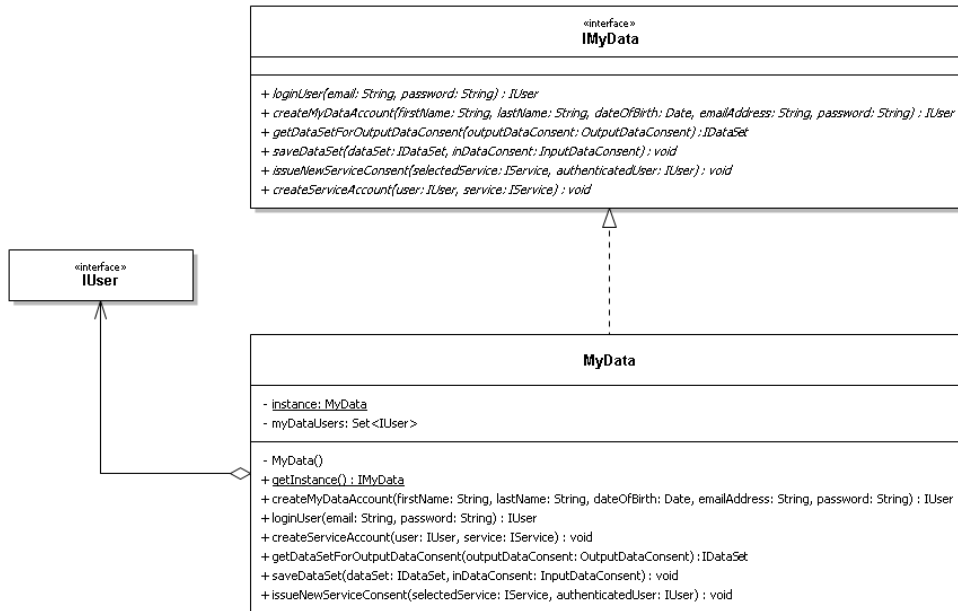 «interface»
IMyData
+ loginUser(email: String, password: String) : IUser
+ createMyDataAccount(firstName: String, lastName: String, dateOfBirth: Date, emailAddress: String, password: String) : IUser
+ getDataSetForOutputDataConsent(outputDataConsent: OutputDataConsent) :IDataSet
+ saveDataSet(dataSet: IDataSet, inDataConsent: InputDataConsent) : void
+ issueNewServiceConsent(selectedService: IService, authenticatedUser: IUser) : void
+ createServiceAccount(user: IUser, service: IService) : void
«interface»
IUser
MyData
- instance: MyData
- myDataUsers: Set<IUser>
- MyData()
+ getInstance() : IMyData
+ createMyDataAccount(firstName: String, lastName: String, dateOfBirth: Date, emailAddress: String, password: String) : IUser
+ loginUser(email: String, password: String) : IUser
+ createServiceAccount(user: IUser, service: IService) : void
+ getDataSetForOutputDataConsent(outputDataConsent: OutputDataConsent) :IDataSet
+ saveDataSet(dataSet: IDataSet, inDataConsent: InputDataConsent) : void
+ issueNewServiceConsent(selectedService: IService, authenticatedUser: IUser) : void